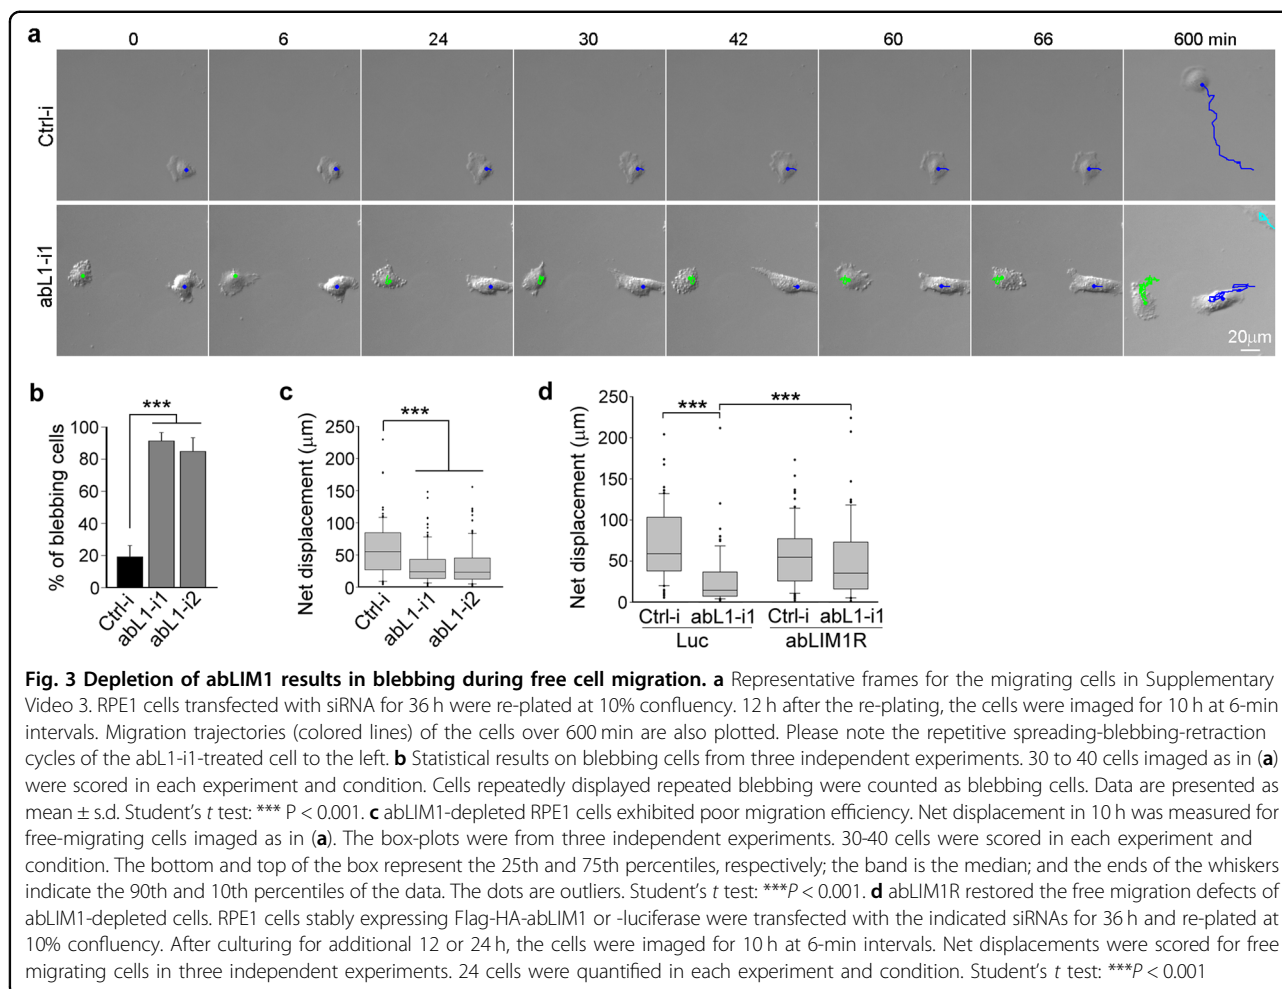 a
0 6 24 30 42 60 66 600 min
Ctrl-i
abL1-i1
20μm
b
% of blebbing cells
100
80
60
40
20
0
***
Ctrl-i abL1-i1 abL1-i2
c
Net displacement (μm)
250
200
150
100
50
0
***
Ctrl-i abL1-i1 abL1-i2
d
Net displacement (μm)
250
200
150
100
50
0
*** ***
Ctrl-i abL1-i1 Ctrl-i abL1-i1
Luc abLIM1R
Fig. 3 Depletion of abLIM1 results in blebbing during free cell migration. a Representative frames for the migrating cells in Supplementary
Video 3. RPE1 cells transfected with siRNA for 36 h were re-plated at 10% confluency. 12 h after the re-plating, the cells were imaged for 10 h at 6-min
intervals. Migration trajectories (colored lines) of the cells over 600 min are also plotted. Please note the repetitive spreading-blebbing-retraction
cycles of the abL1-i1-treated cell to the left. b Statistical results on blebbing cells from three independent experiments. 30 to 40 cells imaged as in (a)
were scored in each experiment and condition. Cells repeatedly displayed repeated blebbing were counted as blebbing cells. Data are presented as
mean ± s.d. Student's t test: *** P < 0.001. c abLIM1-depleted RPE1 cells exhibited poor migration efficiency. Net displacement in 10 h was measured for
free-migrating cells imaged as in (a). The box-plots were from three independent experiments. 30-40 cells were scored in each experiment and
condition. The bottom and top of the box represent the 25th and 75th percentiles, respectively; the band is the median; and the ends of the whiskers
indicate the 90th and 10th percentiles of the data. The dots are outliers. Student's t test: ***P < 0.001. d abLIM1R restored the free migration defects of
abLIM1-depleted cells. RPE1 cells stably expressing Flag-HA-abLIM1 or -luciferase were transfected with the indicated siRNAs for 36 h and re-plated at
10% confluency. After culturing for additional 12 or 24 h, the cells were imaged for 10 h at 6-min intervals. Net displacements were scored for free
migrating cells in three independent experiments. 24 cells were quantified in each experiment and condition. Student's t test: ***P < 0.001